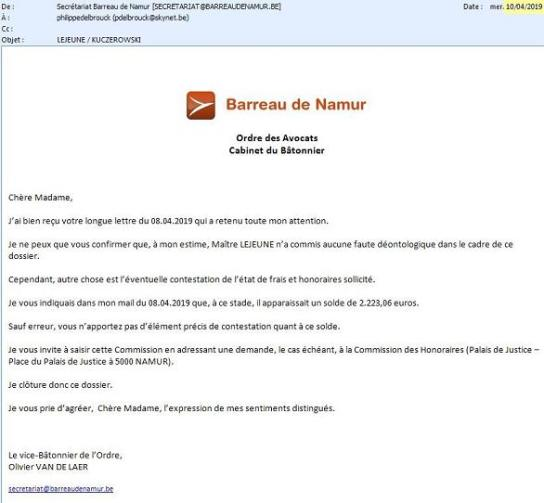 De : Secrétariat Barreau de Namur [SECRETARIAT@BARREAUDENAMUR.BE] Date : mer. 10/04/2019
À : philippedelbrouck (pdelbrouck@skynet.be)
Cc :
Objet : LEJEUNE / KUCZEROWSKI
Barreau de Namur
Ordre des Avocats
Cabinet du Bâtonnier
Chère Madame,
J'ai bien reçu votre longue lettre du 08.04.2019 qui a retenu toute mon attention.
Je ne peux que vous confirmer que, à mon estime, Maître LEJEUNE n'a commis aucune faute déontologique dans le cadre de ce
dossier.
Cependant, autre chose est l'éventuelle contestation de l'état de frais et honoraires sollicité.
Je vous indiquais dans mon mail du 08.04.2019 que, à ce stade, il apparaissait un solde de 2.223,06 euros.
Sauf erreur, vous n'apportez pas d'élément précis de contestation quant à ce solde.
Je vous invite à saisir cette Commission en adressant une demande, le cas échéant, à la Commission des Honoraires (Palais de Justice –
Place du Palais de Justice à 5000 NAMUR).
Je clôture donc ce dossier.
Je vous prie d'agréer, Chère Madame, l'expression de mes sentiments distingués.
Le vice-Bâtonnier de l'Ordre,
Olivier VAN DE LAER
secretariat@barreaudenamur.be